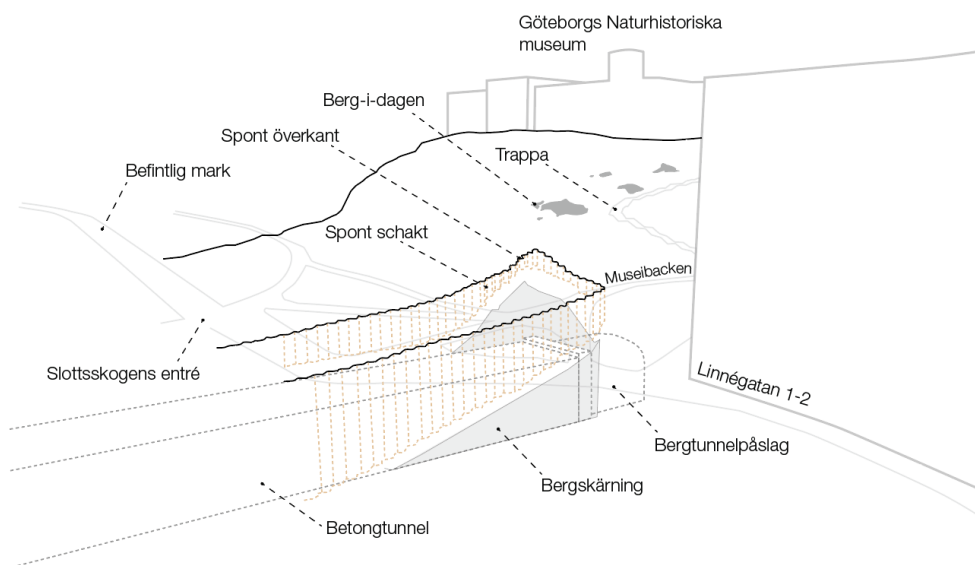 Göteborgs Naturhistoriska
museum
Berg-i-dagen
Spont överkant
Trappa
Befintlig mark
Spont schakt
Museibacken
Slottsskogens entré
Linnégatan 1-2
Bergtunnelpåslag
Bergskärning
Betongtunnel